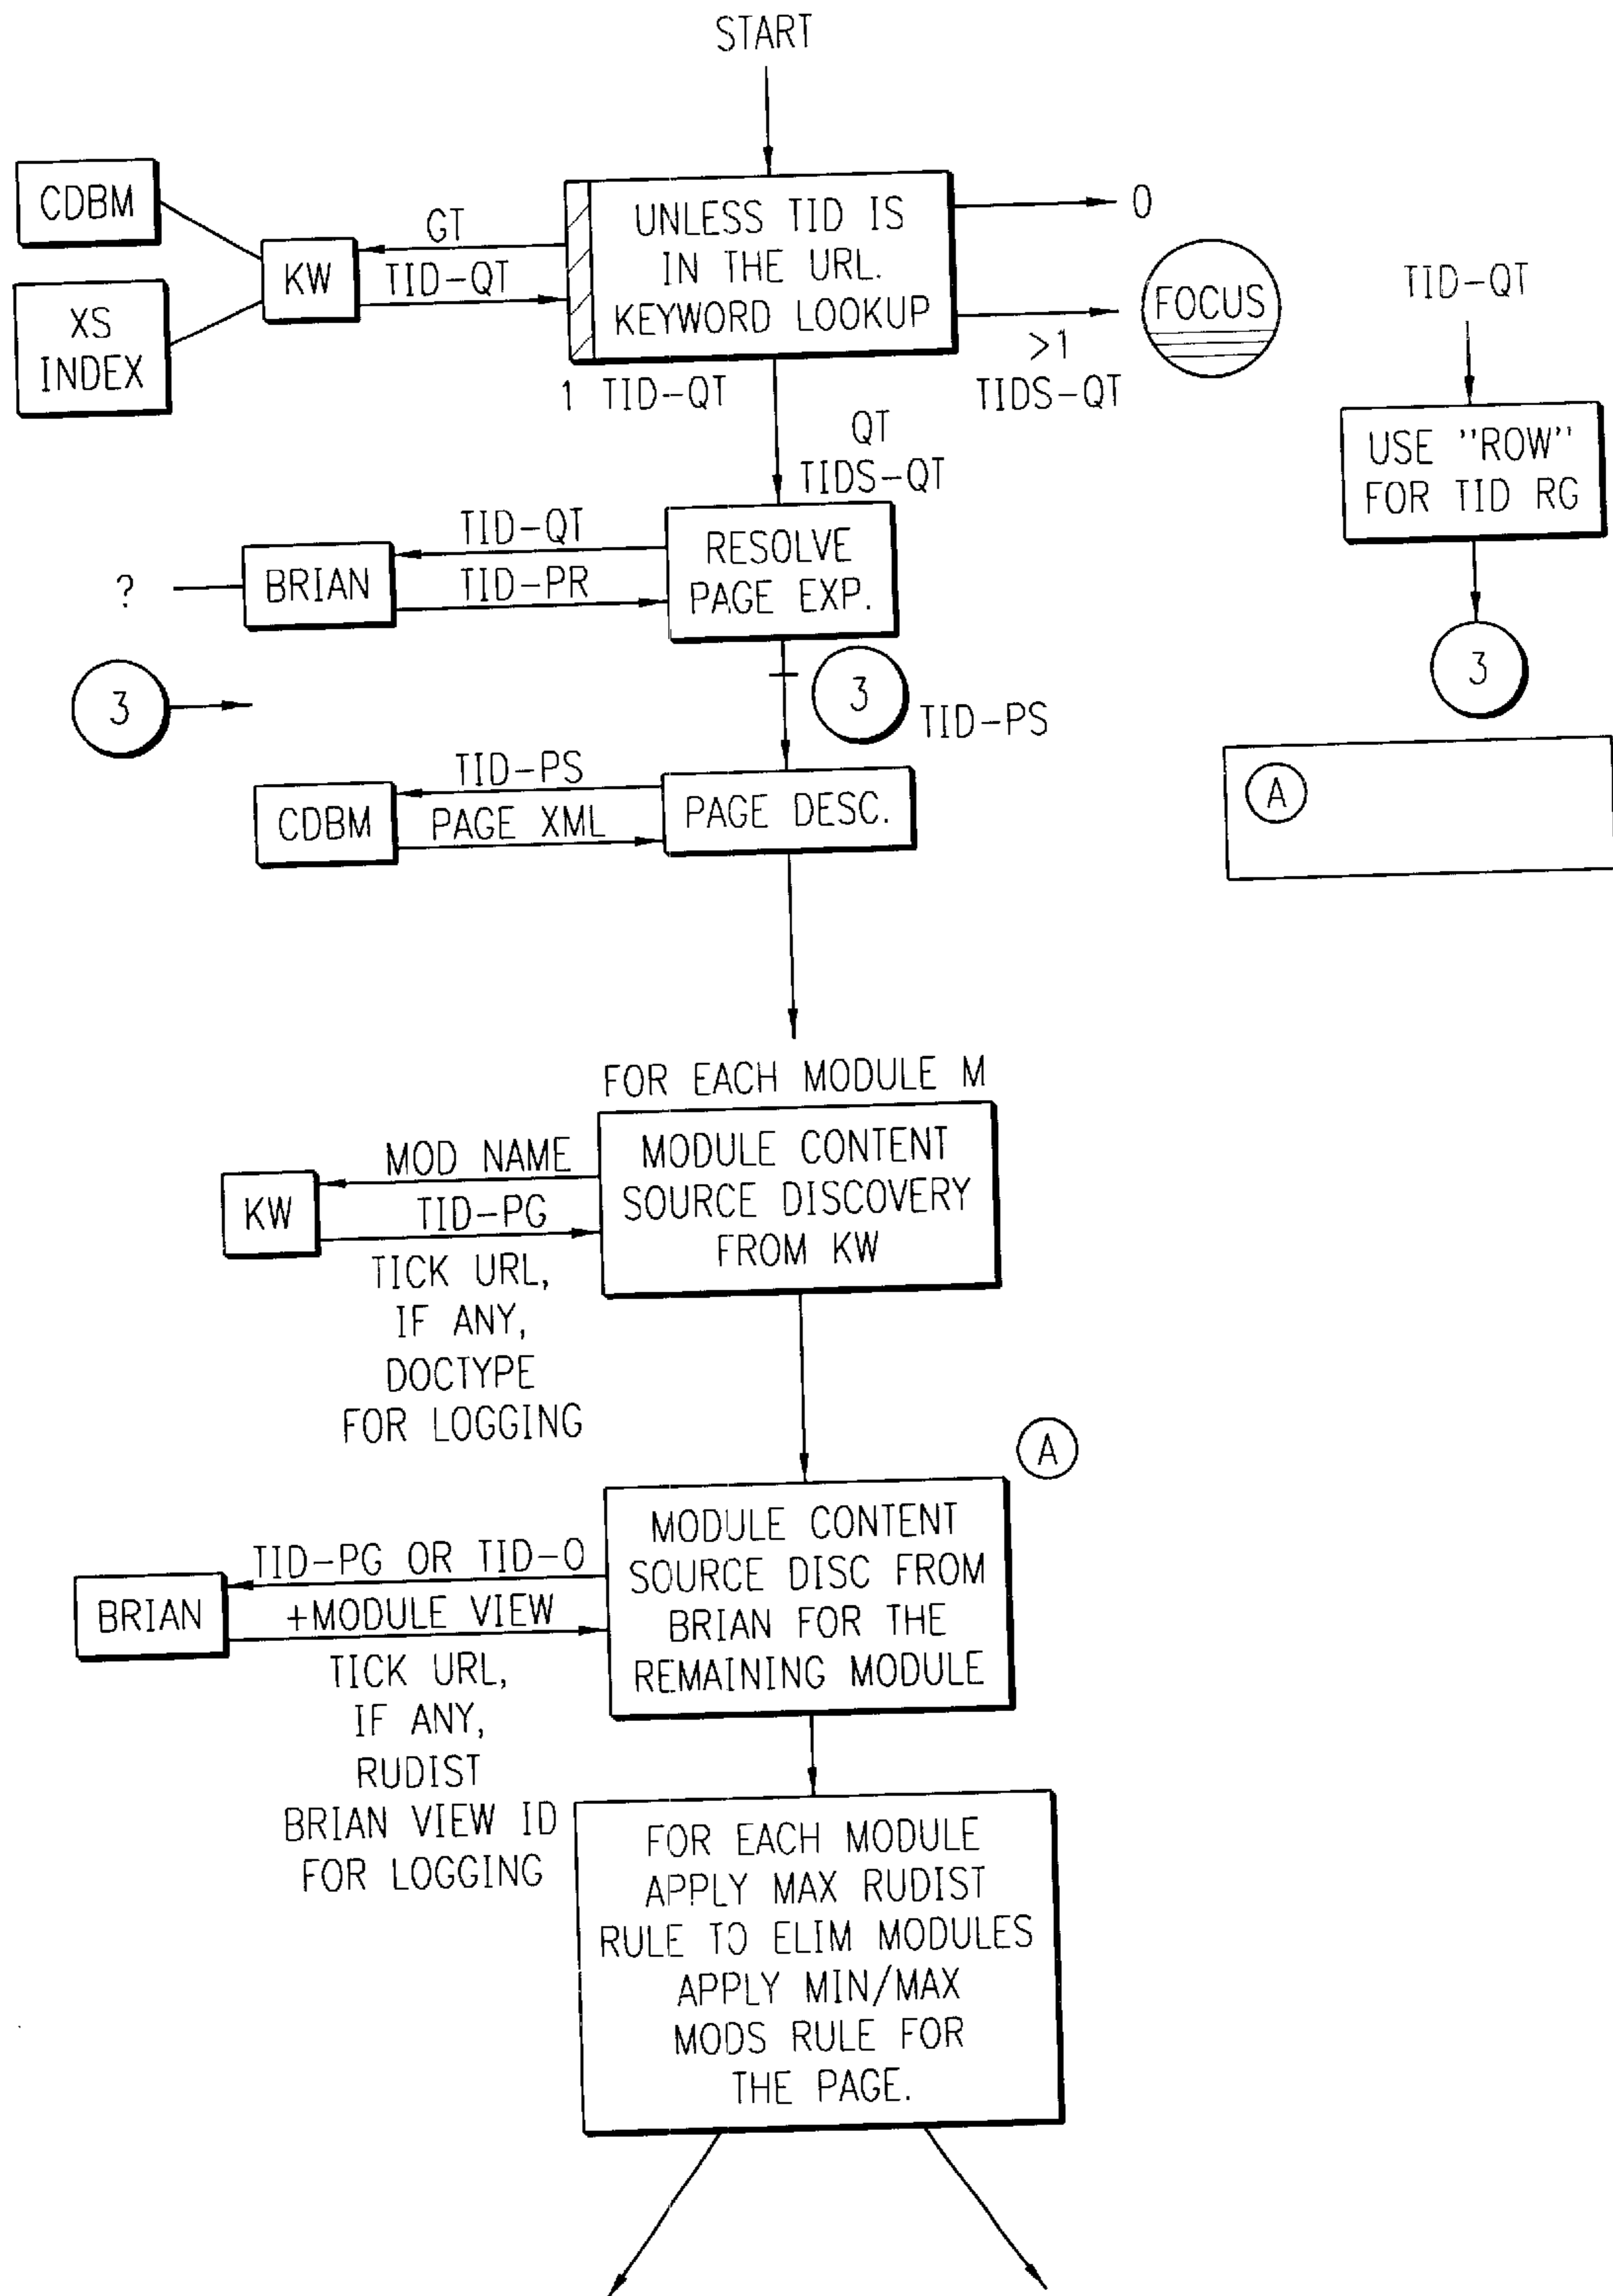 START
CDBM
XS
INDEX
KW
GT
TID-QT
UNLESS TID IS
IN THE URL.
KEYWORD LOOKUP
0
FOCUS
>1
TIDS-QT
1 TID-QT
QT
TIDS-QT
TID-QT
USE "ROW"
FOR TID RG
3
A
?
BRIAN
TID-QT
TID-PR
RESOLVE
PAGE EXP.
3
3
TID-PS
CDBM
TID-PS
PAGE XML
PAGE DESC.
FOR EACH MODULE M
KW
MOD NAME
TID-PG
TICK URL,
IF ANY,
DOCTYPE
FOR LOGGING
MODULE CONTENT
SOURCE DISCOVERY
FROM KW
A
BRIAN
TID-PG OR TID-0
+MODULE VIEW
TICK URL,
IF ANY,
RUDIST
BRIAN VIEW ID
FOR LOGGING
MODULE CONTENT
SOURCE DISC FROM
BRIAN FOR THE
REMAINING MODULE
FOR EACH MODULE
APPLY MAX RUDIST
RULE TO ELIM MODULES
APPLY MIN/MAX
MODS RULE FOR
THE PAGE.